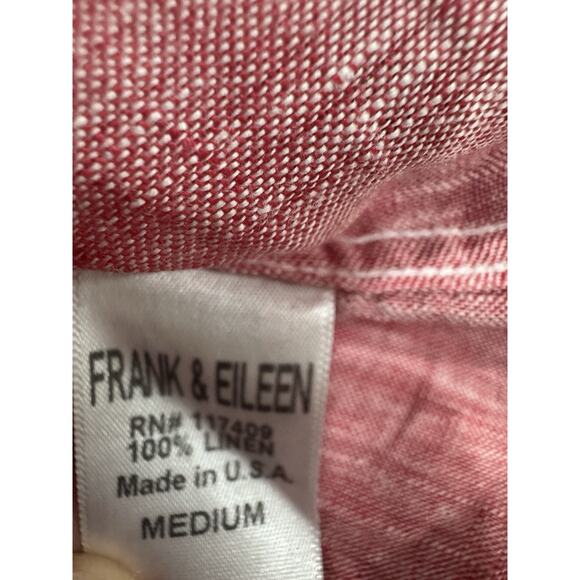 FRANK & EILEEN
RN# 117409
100% LINEN
Made in U.S.A.
MEDIUM